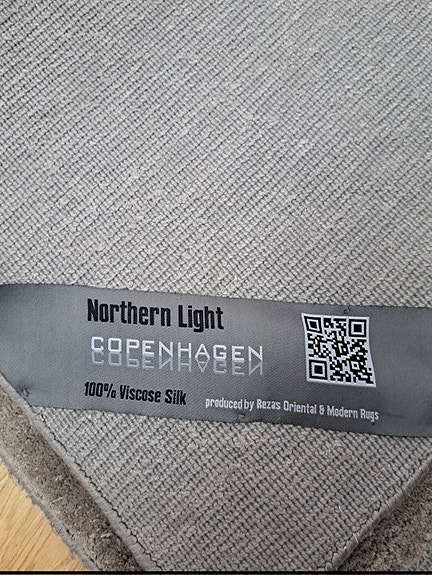 Northern Light
COPENHAGEN
100% Viscose Silk
produced by Rezas Oriental & Modern Rugs